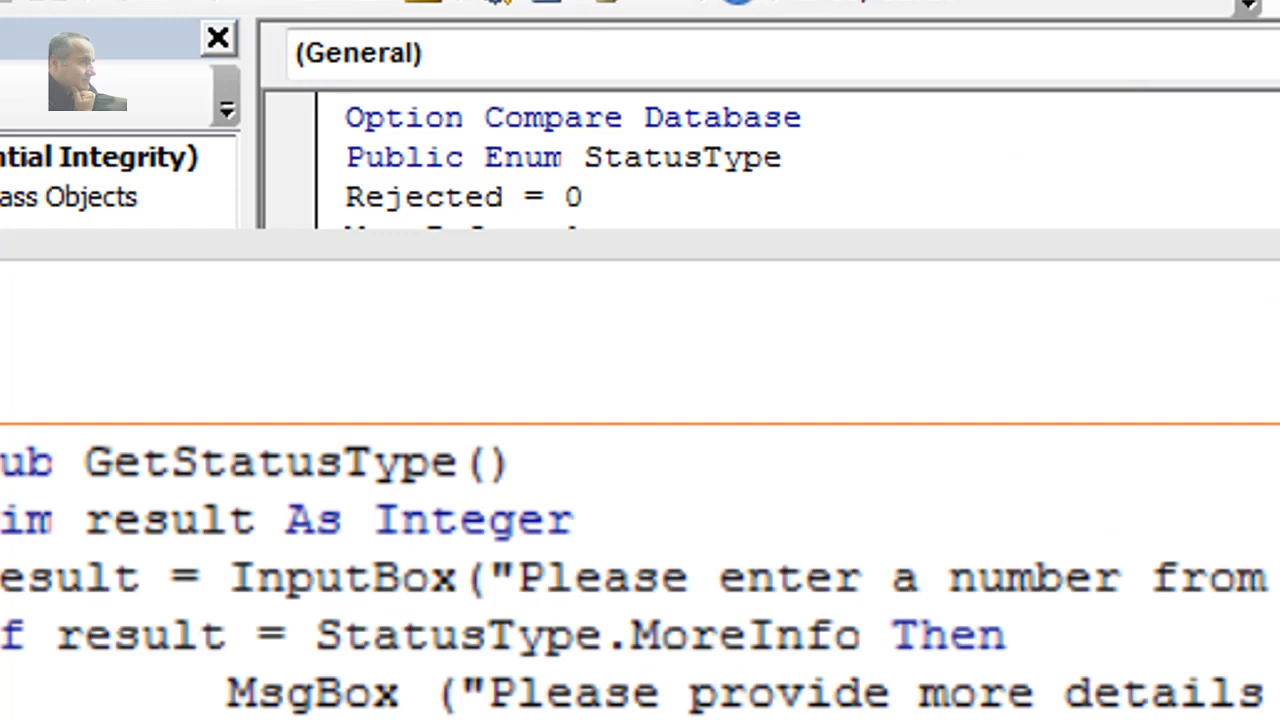 (General)
ntial Integrity)
ass Objects
Option Compare Database
Public Enum StatusType
Rejected = 0
ub GetStatusType()
im result As Integer
esult = InputBox("Please enter a number from
f result = StatusType.MoreInfo Then
MsgBox ("Please provide more details